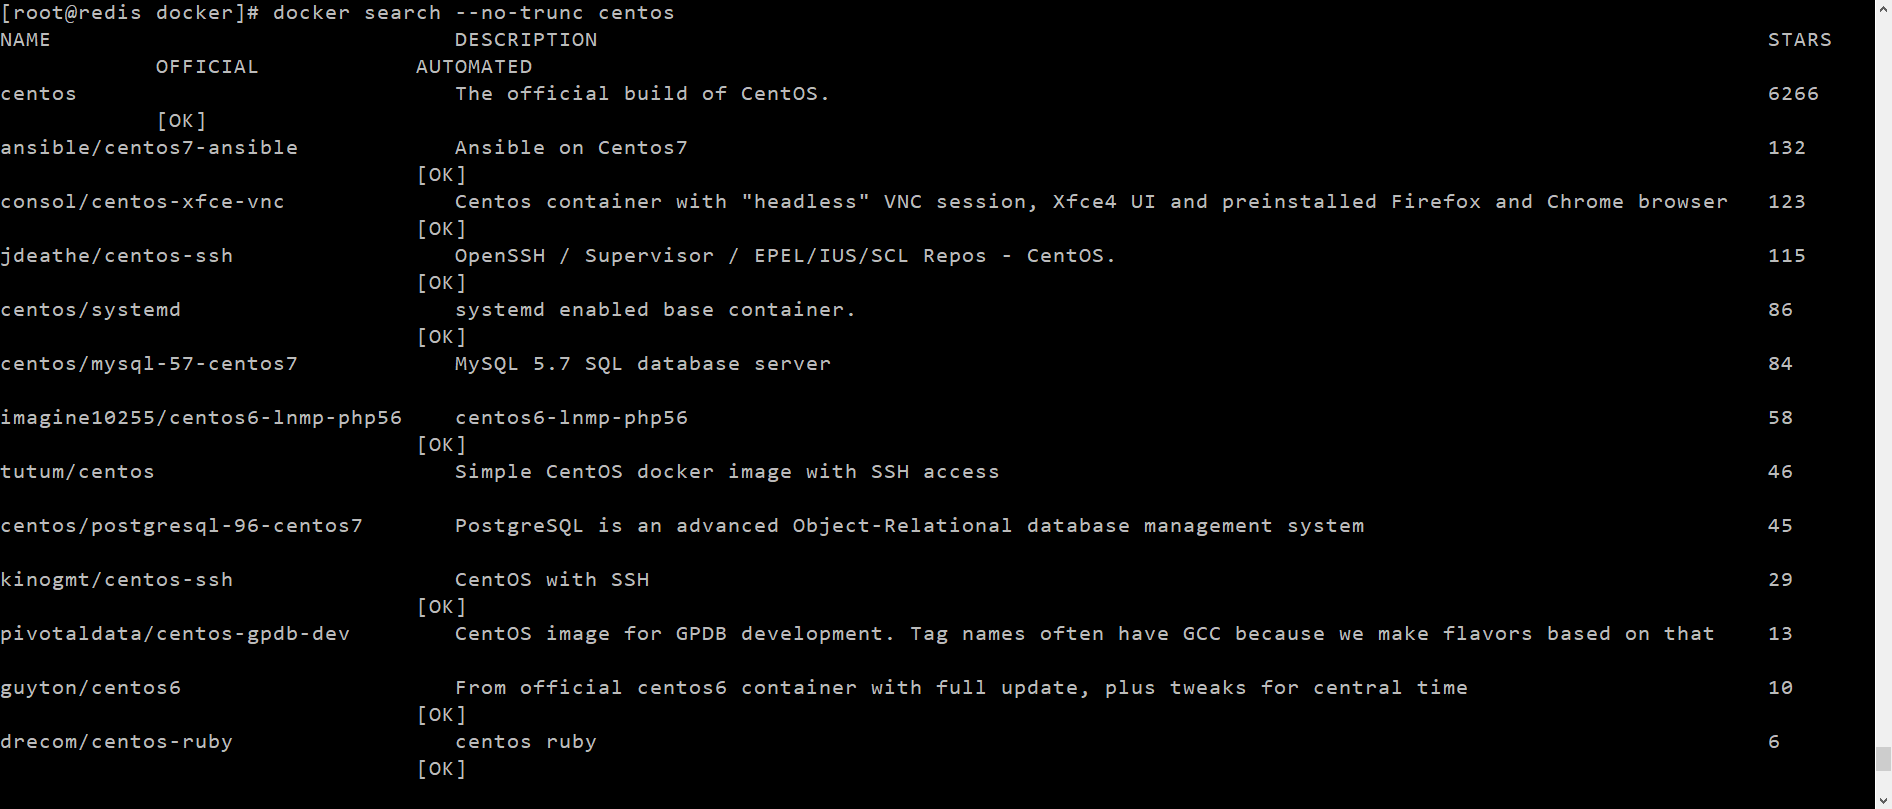 [root@redis docker]# docker search --no-trunc centos
NAME                               DESCRIPTION                                                                                          STARS
            OFFICIAL            AUTOMATED
centos                             The official build of CentOS.                                                                        6266
            [OK]
ansible/centos7-ansible            Ansible on Centos7                                                                                   132
                                [OK]
consol/centos-xfce-vnc             Centos container with "headless" VNC session, Xfce4 UI and preinstalled Firefox and Chrome browser   123
                                [OK]
jdeathe/centos-ssh                 OpenSSH / Supervisor / EPEL/IUS/SCL Repos - CentOS.                                                  115
                                [OK]
centos/systemd                     systemd enabled base container.                                                                      86
                                [OK]
centos/mysql-57-centos7            MySQL 5.7 SQL database server                                                                        84
imagine10255/centos6-lnmp-php56    centos6-lnmp-php56                                                                                   58
                                [OK]
tutum/centos                       Simple CentOS docker image with SSH access                                                           46
centos/postgresql-96-centos7       PostgreSQL is an advanced Object-Relational database management system                               45
kinogmt/centos-ssh                 CentOS with SSH                                                                                      29
                                [OK]
pivotaldata/centos-gpdb-dev        CentOS image for GPDB development. Tag names often have GCC because we make flavors based on that    13
guyton/centos6                     From official centos6 container with full update, plus tweaks for central time                       10
                                [OK]
drecom/centos-ruby                 centos ruby                                                                                          6
                                [OK]